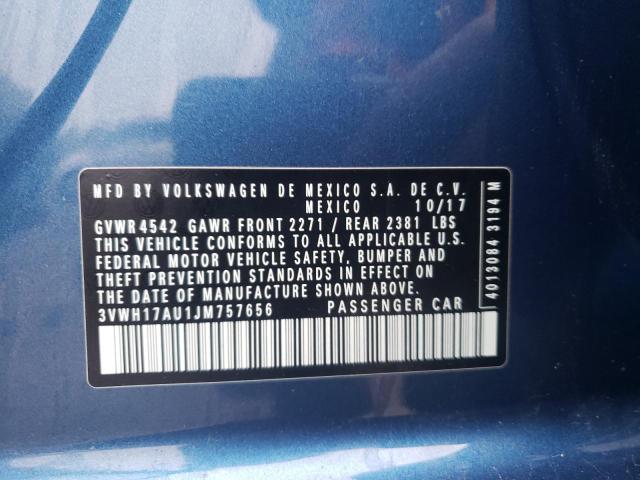 MFD BY VOLKSWAGEN DE MEXICO S.A. DE C.V.
MEXICO 10/17
GVWR 4542 GAWR FRONT 2271 / REAR 2381 LBS
THIS VEHICLE CONFORMS TO ALL APPLICABLE U.S.
FEDERAL MOTOR VEHICLE SAFETY, BUMPER AND
THEFT PREVENTION STANDARDS IN EFFECT ON
THE DATE OF MANUFACTURE SHOWN ABOVE.
3VWH17AU1JM757656 PASSENGER CAR
4013084 3194 M